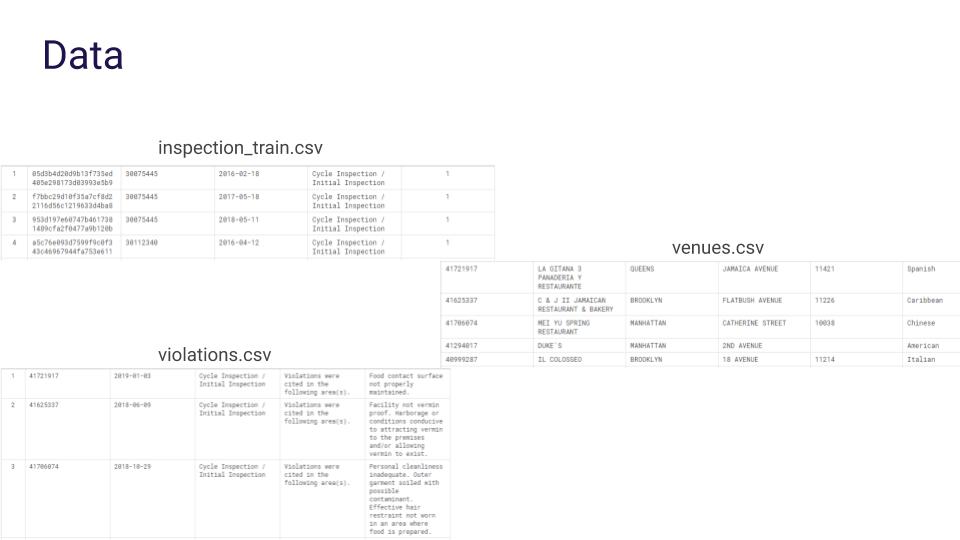 Data
inspection_train.csv
1 05d3b4d20d9b13f735ed 30075445 2016-02-18 Cycle Inspection / 1
405e298173d03993e5b9 Initial Inspection
2 f7bbc29d10f35a7cf8d2 30075445 2017-05-18 Cycle Inspection / 1
2116d56c1219633d4ba8 Initial Inspection
3 953d197e60747b461730 30075445 2018-05-11 Cycle Inspection / 1
1489cfa2f0477a9b120b Initial Inspection
4 a5c76e093d7599f9c0f3 30112340 2016-04-12 Cycle Inspection / 1
43c46967944fa753e611 Initial Inspection
venues.csv
41721917 LA GITANA 3 QUEENS JAMAICA AVENUE 11421 Spanish
PANADERIA Y
RESTAURANTE
41625337 C & J II JAMAICAN BROOKLYN FLATBUSH AVENUE 11226 Caribbean
RESTAURANT & BAKERY
41706074 MEI YU SPRING MANHATTAN CATHERINE STREET 10038 Chinese
RESTAURANT
41294017 DUKE`S MANHATTAN 2ND AVENUE American
40999287 IL COLOSSEO BROOKLYN 18 AVENUE 11214 Italian
violations.csv
1 41721917 2019-01-03 Cycle Inspection / Violations were Food contact surface
Initial Inspection cited in the not properly
following area(s). maintained.
2 41625337 2018-06-09 Cycle Inspection / Violations were Facility not vermin
Initial Inspection cited in the proof. Harborage or
following area(s). conditions conducive
to attracting vermin
to the premises
and/or allowing
vermin to exist.
3 41706074 2018-10-29 Cycle Inspection / Violations were Personal cleanliness
Initial Inspection cited in the inadequate. Outer
following area(s). garment soiled with
possible
contaminant.
Effective hair
restraint not worn
in an area where
food is prepared.